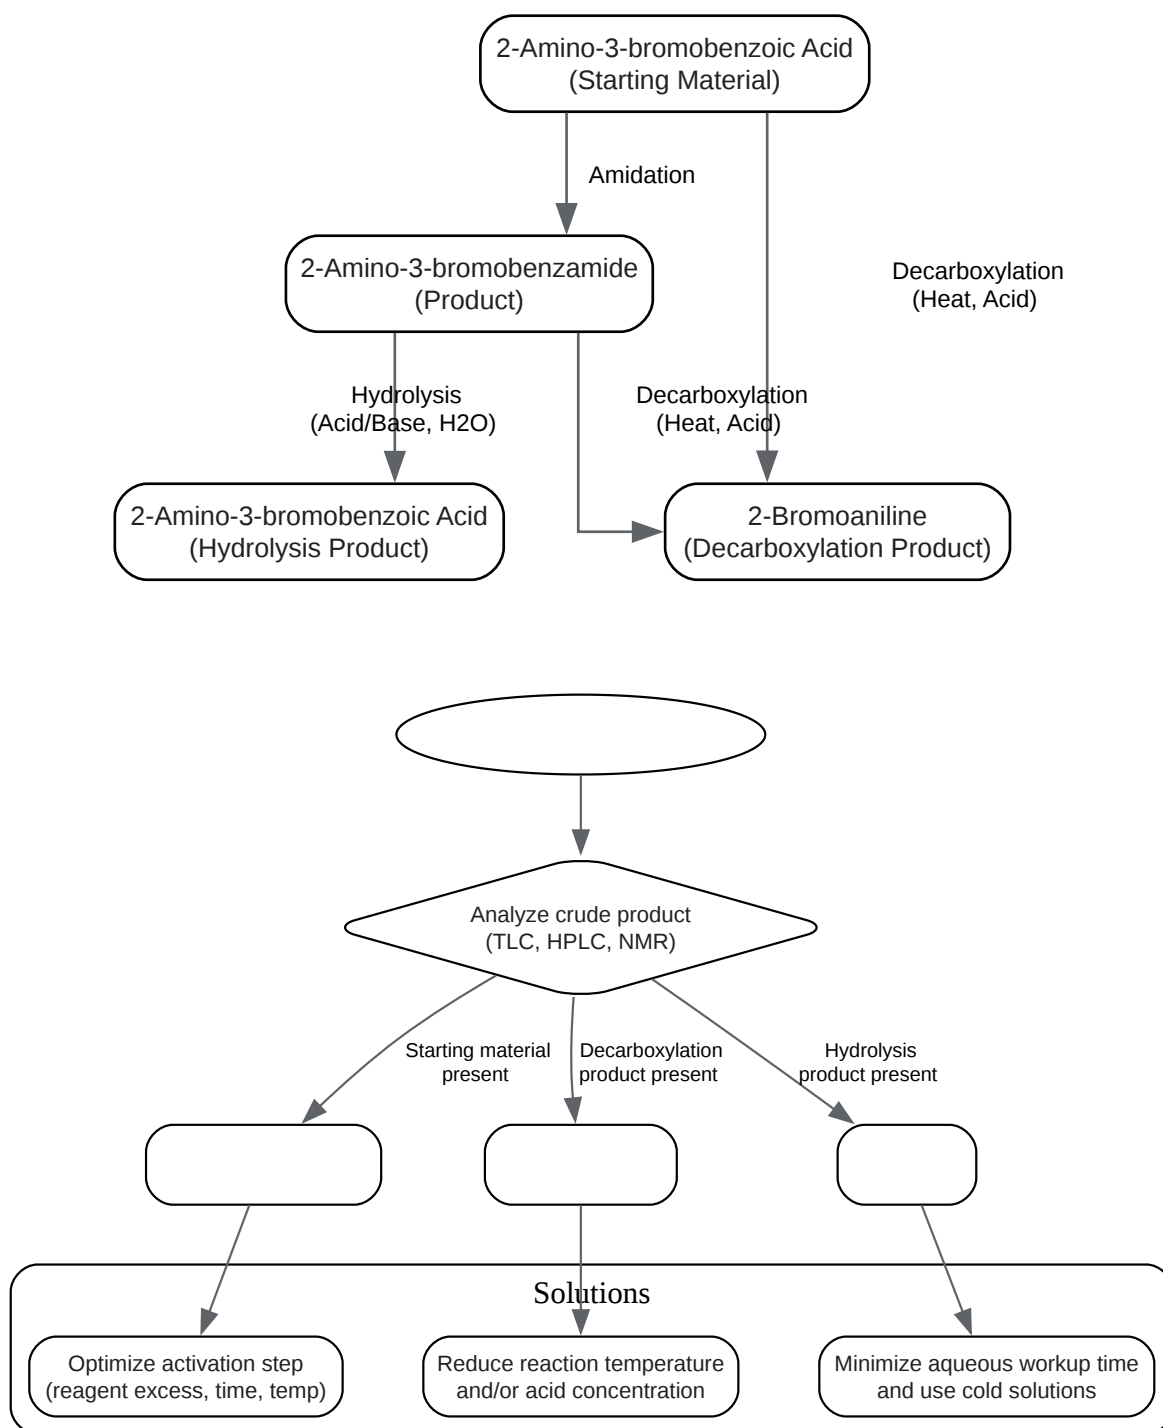 2-Amino-3-bromobenzoic Acid
(Starting Material)
Amidation
2-Amino-3-bromobenzamide
(Product)
Decarboxylation
(Heat, Acid)
Hydrolysis
(Acid/Base, H2O)
Decarboxylation
(Heat, Acid)
2-Amino-3-bromobenzoic Acid
(Hydrolysis Product)
2-Bromoaniline
(Decarboxylation Product)
Analyze crude product
(TLC, HPLC, NMR)
Starting material
present
Decarboxylation
product present
Hydrolysis
product present
Solutions
Optimize activation step
(reagent excess, time, temp)
Reduce reaction temperature
and/or acid concentration
Minimize aqueous workup time
and use cold solutions